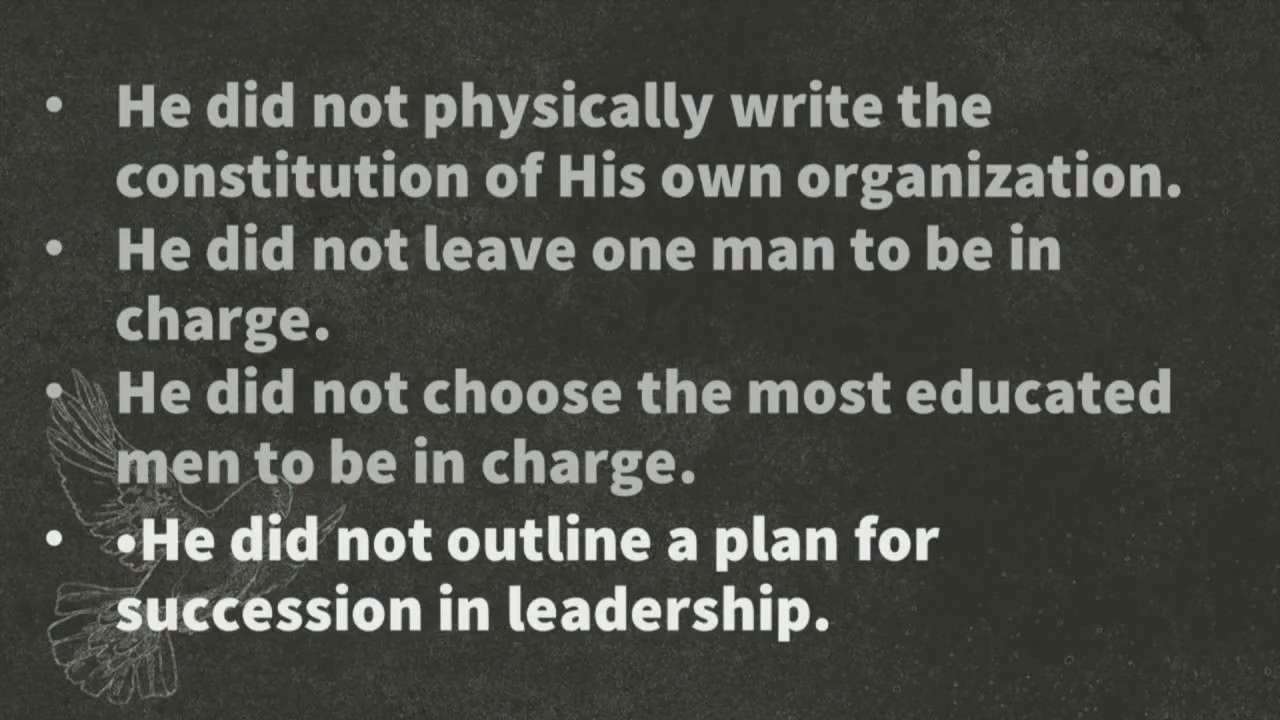 • He did not physically write the
constitution of His own organization.
• He did not leave one man to be in
charge.
• He did not choose the most educated
men to be in charge.
• •He did not outline a plan for
succession in leadership.